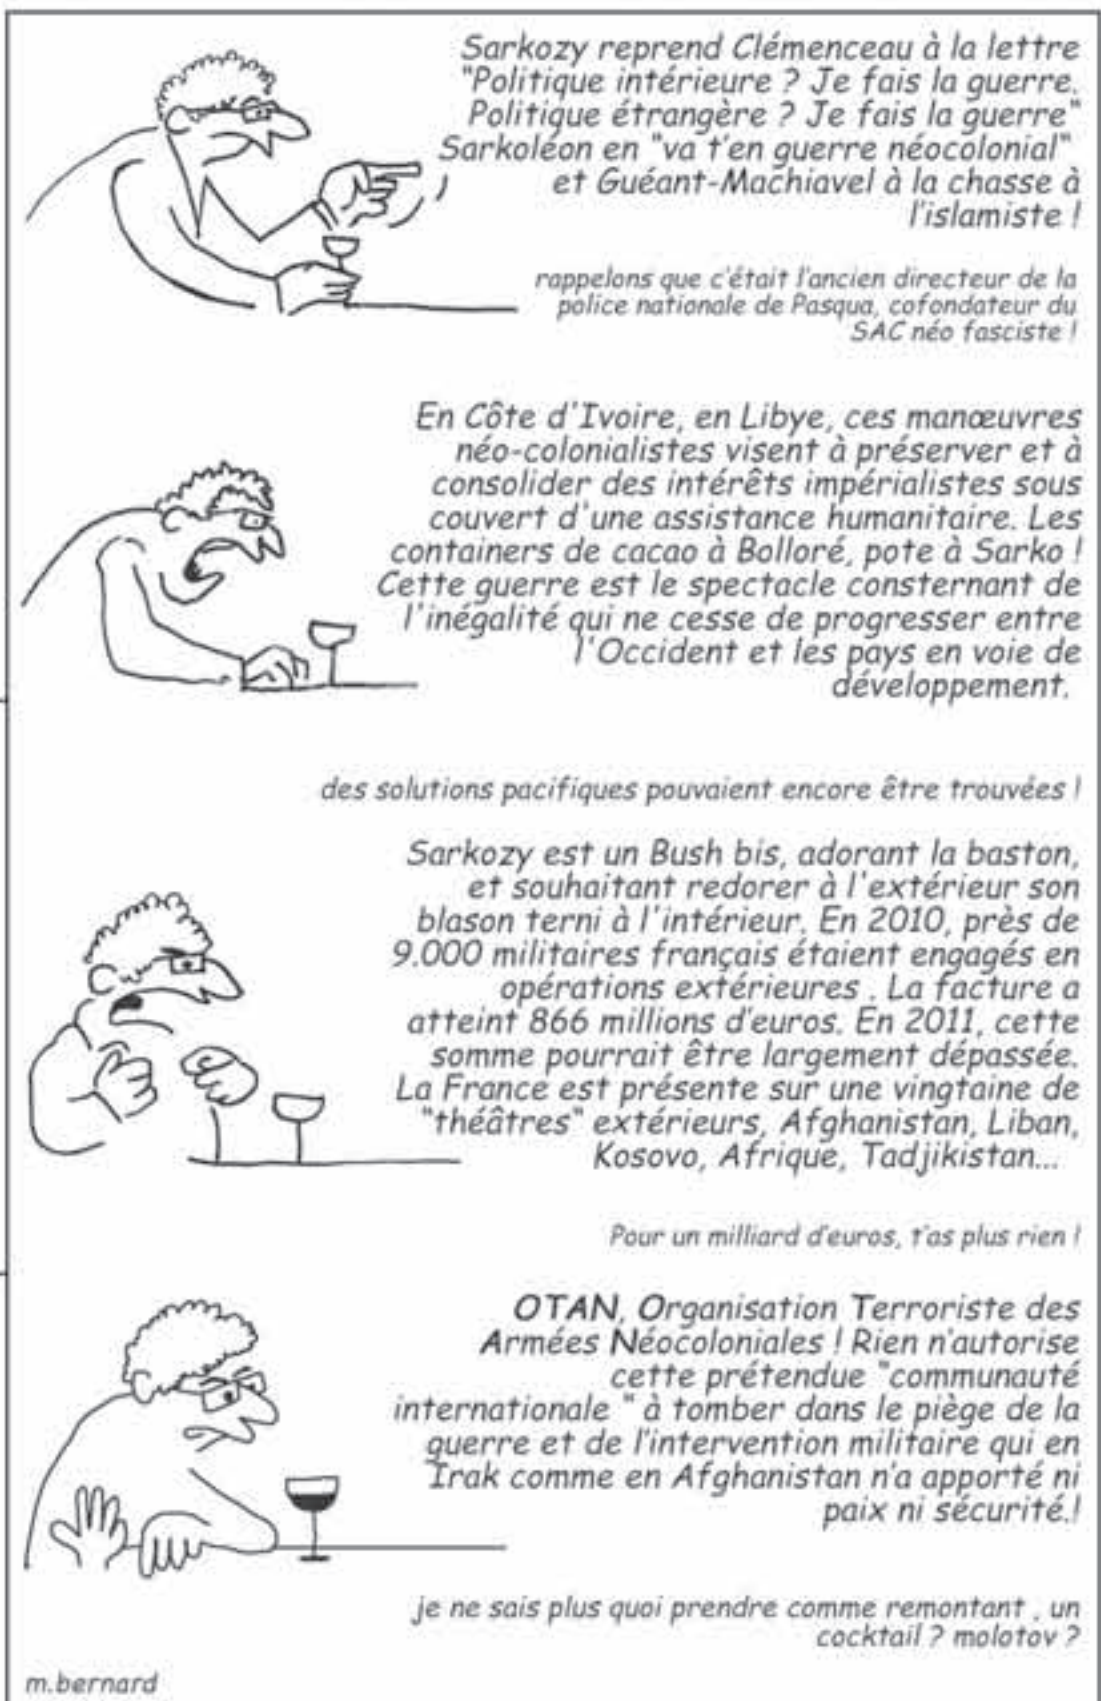 Sarkozy reprend Clémenceau à la lettre
"Politique intérieure ? Je fais la guerre.
Politique étrangère ? Je fais la guerre"
Sarkoléon en "va t'en guerre néocolonial"
et Guéant-Machiavel à la chasse à
l'islamiste !
rappelons que c'était l'ancien directeur de la
police nationale de Pasqua, cofondateur du
SAC néo fasciste !
En Côte d'Ivoire, en Libye, ces manœuvres
néo-colonialistes visent à préserver et à
consolider des intérêts impérialistes sous
couvert d'une assistance humanitaire. Les
containers de cacao à Bolloré, pote à Sarko !
Cette guerre est le spectacle consternant de
l'inégalité qui ne cesse de progresser entre
l'Occident et les pays en voie de
développement.
des solutions pacifiques pouvaient encore être trouvées !
Sarkozy est un Bush bis, adorant la baston,
et souhaitant redorer à l'extérieur son
blason terni à l'intérieur. En 2010, près de
9.000 militaires français étaient engagés en
opérations extérieures . La facture a
atteint 866 millions d'euros. En 2011, cette
somme pourrait être largement dépassée.
La France est présente sur une vingtaine de
"théâtres" extérieurs, Afghanistan, Liban,
Kosovo, Afrique, Tadjikistan...
Pour un milliard d'euros, t'as plus rien !
OTAN, Organisation Terroriste des
Armées Néocoloniales ! Rien n'autorise
cette prétendue "communauté
internationale " à tomber dans le piège de la
guerre et de l'intervention militaire qui en
Irak comme en Afghanistan n'a apporté ni
paix ni sécurité.!
je ne sais plus quoi prendre comme remontant , un
cocktail ? molotov ?
m.bernard